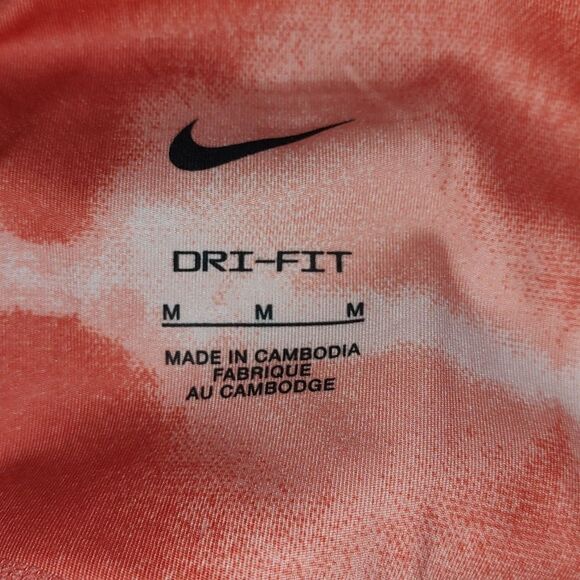 DRI-FIT
M M M
MADE IN CAMBODIA
FABRIQUE
AU CAMBODGE